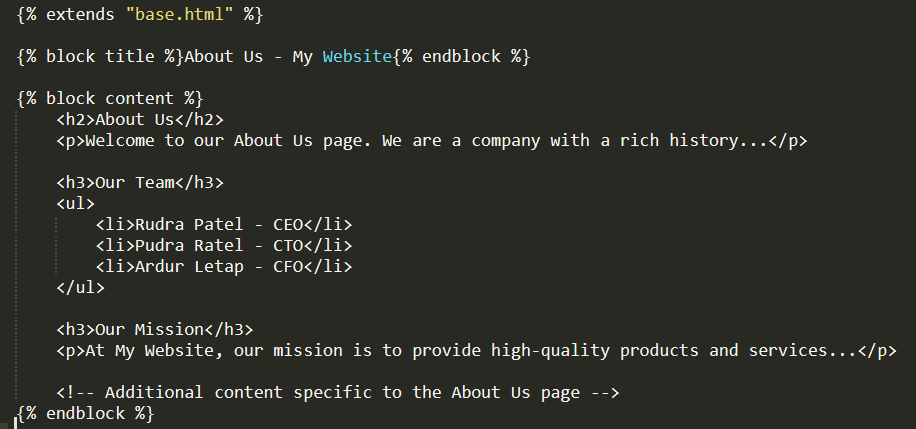 {% extends "base.html" %}
{% block title %}About Us - My Website{% endblock %}
{% block content %}
<h2>About Us</h2>
<p>Welcome to our About Us page. We are a company with a rich history...</p>
<h3>Our Team</h3>
<ul>
<li>Rudra Patel - CEO</li>
<li>Pudra Ratel - CTO</li>
<li>Ardur Letap - CFO</li>
</ul>
<h3>Our Mission</h3>
<p>At My Website, our mission is to provide high-quality products and services...</p>
<!-- Additional content specific to the About Us page -->
{% endblock %}